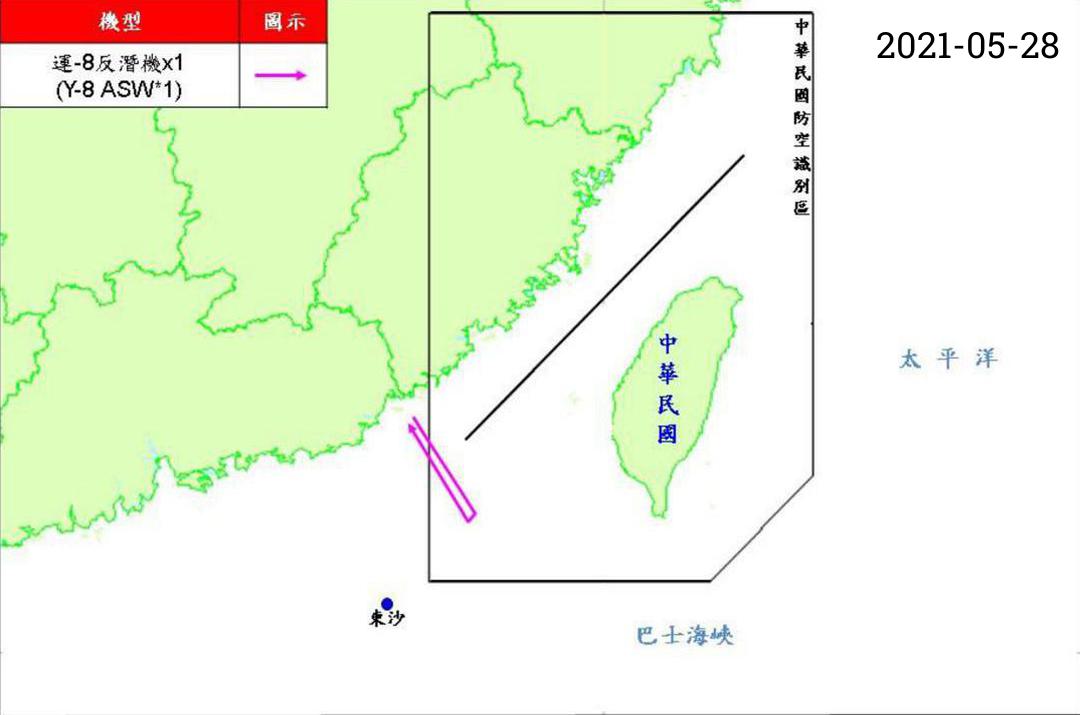 機型 圖示
運-8反潛機x1
(Y-8 ASW*1)
2021-05-28
中華民國防空識別區
中華民國
太平洋
東沙
巴士海峽